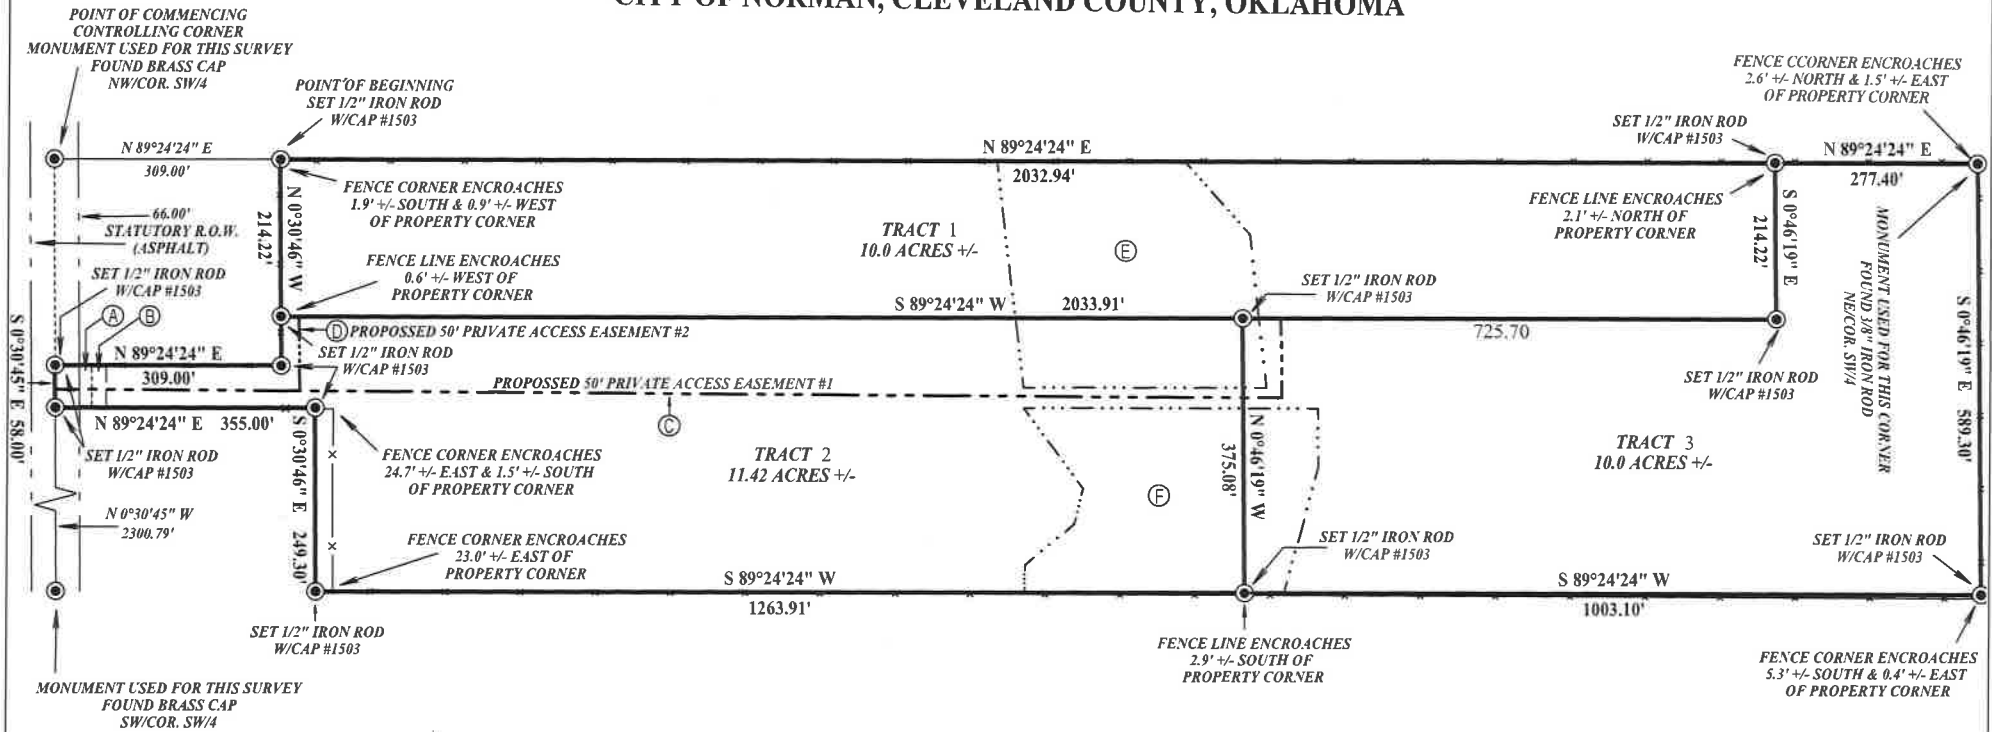 CITY OF NORMAN, CLEVELAND COUNTY, OKLAHOMA
POINT OF COMMENCING
CONTROLLING CORNER
MONUMENT USED FOR THIS SURVEY
FOUND BRASS CAP
NW/COR. SW/4
POINT OF BEGINNING
SET 1/2" IRON ROD
W/CAP #1503
FENCE CCORNER ENCROACHES
2.6' +/- NORTH & 1.5' +/- EAST
OF PROPERTY CORNER
SET 1/2" IRON ROD
W/CAP #1503
N 89°24'24" E
309.00'
N 89°24'24" E
2032.94'
N 89°24'24" E
277.40'
66.00'
STATUTORY R.O.W.
(ASPHALT)
N 0°30'46" W
214.22'
FENCE CORNER ENCROACHES
1.9' +/- SOUTH & 0.9' +/- WEST
OF PROPERTY CORNER
TRACT 1
10.0 ACRES +/-
E
FENCE LINE ENCROACHES
2.1' +/- NORTH OF
PROPERTY CORNER
S 0°46'19" E
214.22'
MONUMENT USED FOR THIS CORNER
FOUND 3/8" IRON ROD
NE/COR. SW/4
SET 1/2" IRON ROD
W/CAP #1503
FENCE LINE ENCROACHES
0.6' +/- WEST OF
PROPERTY CORNER
S 89°24'24" W
2033.91'
SET 1/2" IRON ROD
W/CAP #1503
725.70
S 0°46'19" E 589.30'
A
B
D
PROPOSSED 50' PRIVATE ACCESS EASEMENT #2
SET 1/2" IRON ROD
W/CAP #1503
S 0°30'45" E 58.00'
N 89°24'24" E
309.00'
PROPOSSED 50' PRIVATE ACCESS EASEMENT #1
C
SET 1/2" IRON ROD
W/CAP #1503
N 89°24'24" E 355.00'
SET 1/2" IRON ROD
W/CAP #1503
S 0°30'46" E 249.30'
FENCE CORNER ENCROACHES
24.7' +/- EAST & 1.5' +/- SOUTH
OF PROPERTY CORNER
TRACT 2
11.42 ACRES +/-
F
N 0°46'19" W
375.08'
TRACT 3
10.0 ACRES +/-
N 0°30'45" W
2300.79'
FENCE CORNER ENCROACHES
23.0' +/- EAST OF
PROPERTY CORNER
SET 1/2" IRON ROD
W/CAP #1503
SET 1/2" IRON ROD
W/CAP #1503
S 89°24'24" W
1263.91'
S 89°24'24" W
1003.10'
SET 1/2" IRON ROD
W/CAP #1503
FENCE LINE ENCROACHES
2.9' +/- SOUTH OF
PROPERTY CORNER
FENCE CORNER ENCROACHES
5.3' +/- SOUTH & 0.4' +/- EAST
OF PROPERTY CORNER
MONUMENT USED FOR THIS SURVEY
FOUND BRASS CAP
SW/COR. SW/4